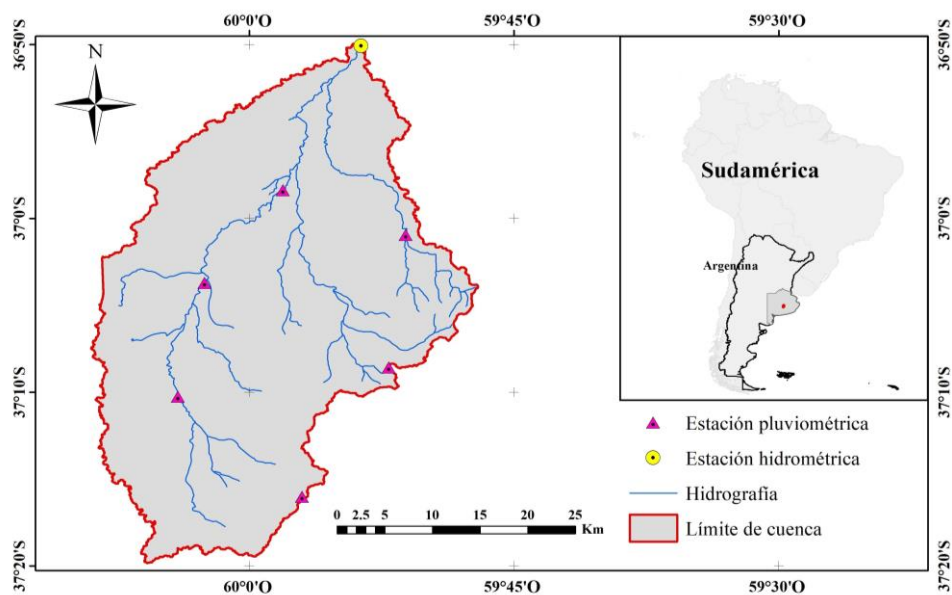 60°0'O 59°45'O 59°30'O
36°50'S
36°50'S
N
Sudamérica
37°0'S
37°0'S
Argentina
37°10'S
37°10'S
Estación pluviométrica
Estación hidrométrica
Hidrografía
0 2.5 5 10 15 20 25
Km
Límite de cuenca
37°20'S
37°20'S
60°0'O 59°45'O 59°30'O